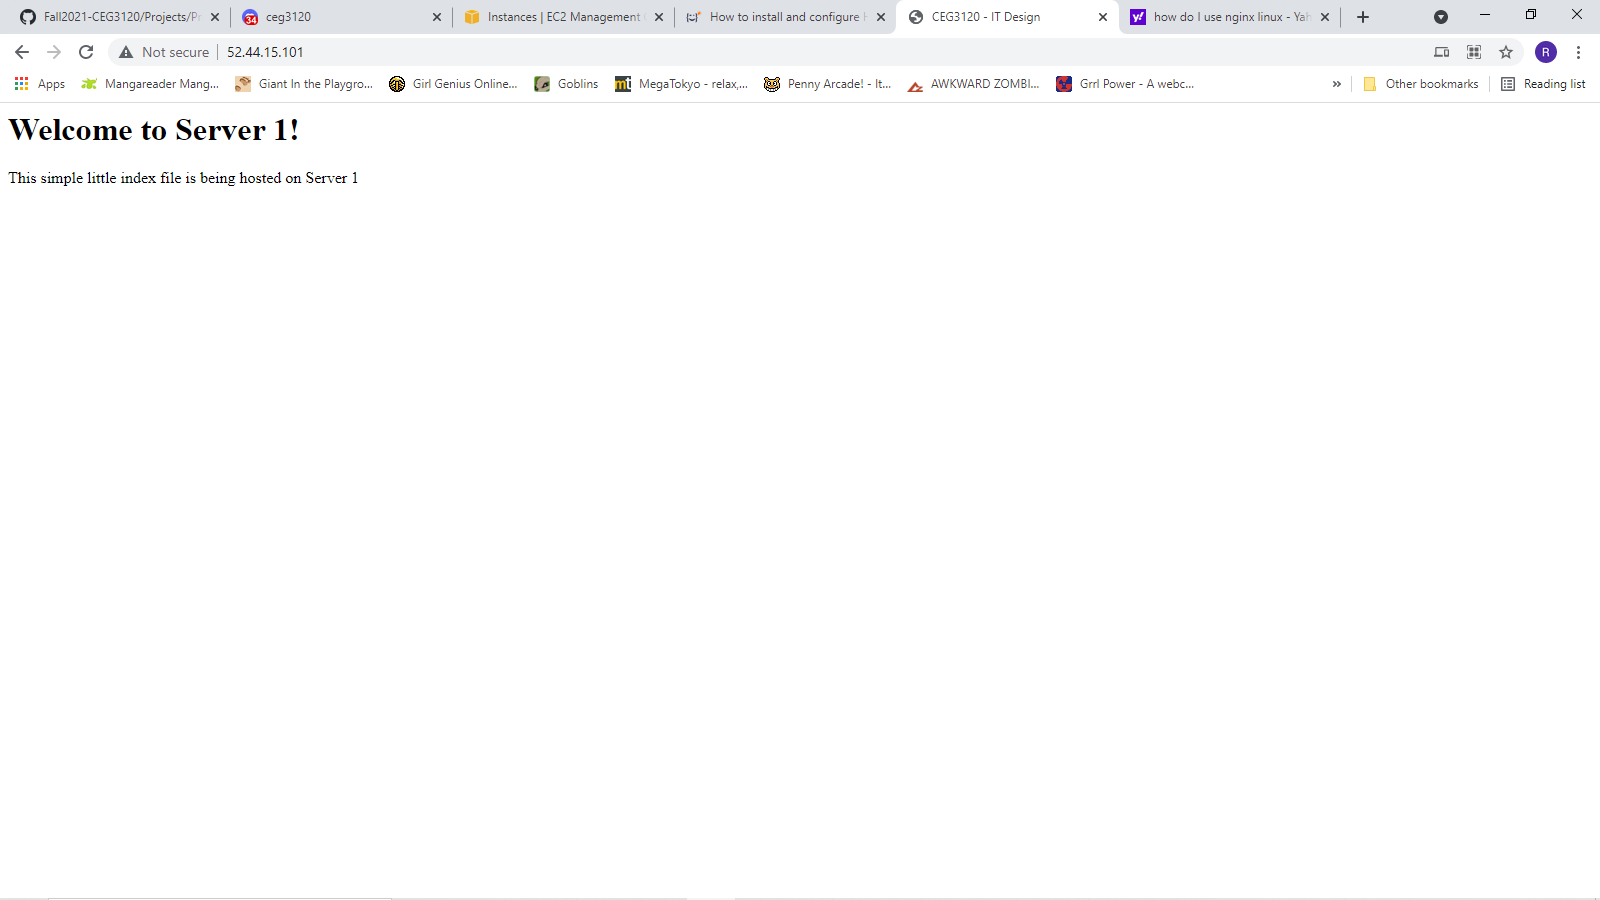 Fall2021-CEG3120/Projects/Pr
34 ceg3120
Instances | EC2 Management
How to install and configure H
CEG3120 - IT Design
y! how do I use nginx linux - Yah
Not secure 52.44.15.101
R
Apps
Mangareader Mang...
Giant In the Playgro...
Girl Genius Online...
Goblins
mt MegaTokyo - relax,...
Penny Arcade! - It...
AWKWARD ZOMBI...
Grrl Power - A webc...
»
Other bookmarks
Reading list
Welcome to Server 1!
This simple little index file is being hosted on Server 1